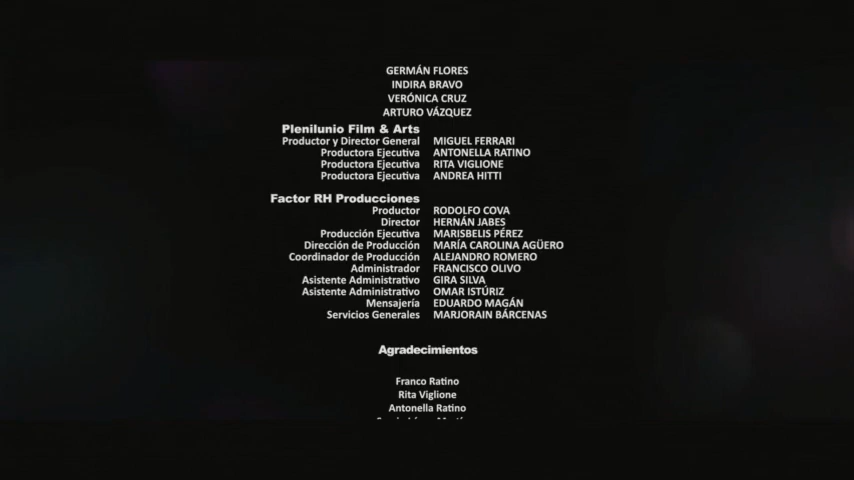 GERMÁN FLORES
INDIRA BRAVO
VERÓNICA CRUZ
ARTURO VÁZQUEZ
Plenilunio Film & Arts
Productor y Director General MIGUEL FERRARI
Productora Ejecutiva ANTONELLA RATINO
Productora Ejecutiva RITA VIGLIONE
Productora Ejecutiva ANDREA HITTI
Factor RH Producciones
Productor RODOLFO COVA
Director HERNÁN JABES
Producción Ejecutiva MARISBELIS PÉREZ
Dirección de Producción MARÍA CAROLINA AGÜERO
Coordinador de Producción ALEJANDRO ROMERO
Administrador FRANCISCO OLIVO
Asistente Administrativo GIRA SILVA
Asistente Administrativo OMAR ISTÚRIZ
Mensajería EDUARDO MAGÁN
Servicios Generales MARJORAIN BÁRCENAS
Agradecimientos
Franco Ratino
Rita Viglione
Antonella Ratino